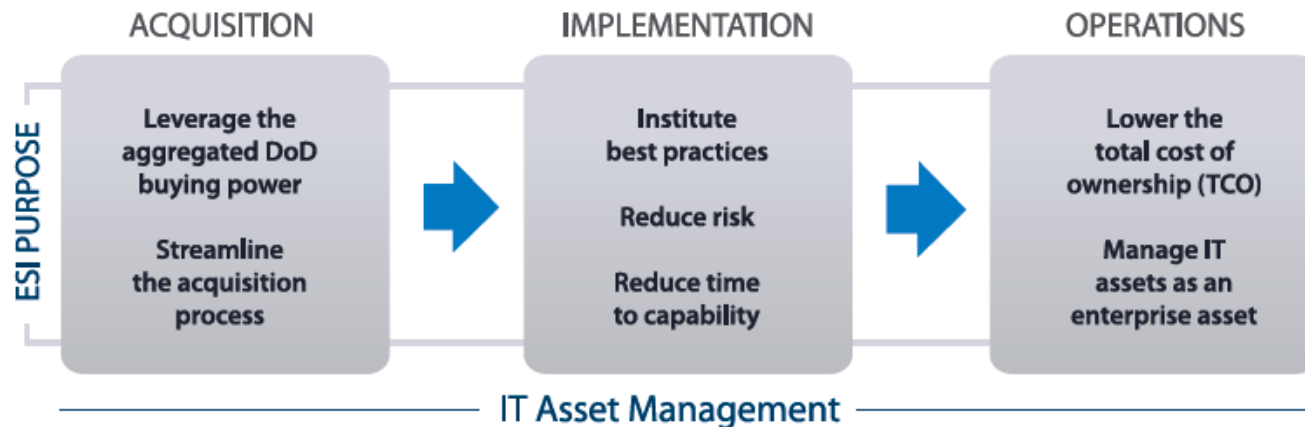 ACQUISITION
IMPLEMENTATION
OPERATIONS
ESI PURPOSE
Leverage the
aggregated DoD
buying power
Streamline
the acquisition
process
Institute
best practices
Reduce risk
Reduce time
to capability
Lower the
total cost of
ownership (TCO)
Manage IT
assets as an
enterprise asset
IT Asset Management